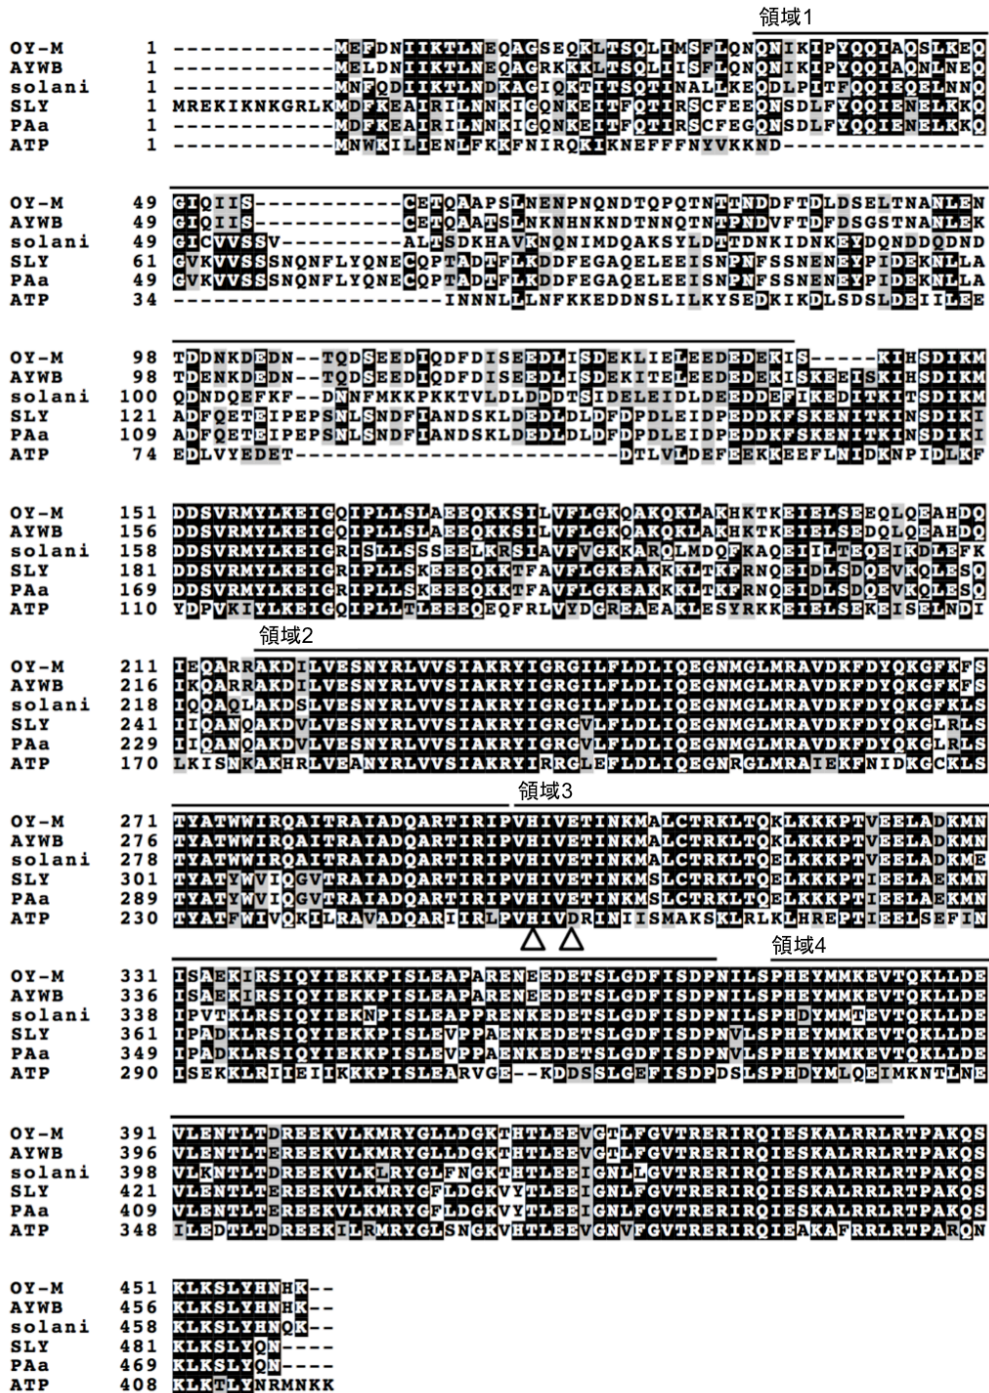 領域1
OY-M 1 ------------MEFDNIIKTLNEQAGSEQKLTSQLIMSFLQNQNIKIPYQQIAQSLKEQ
AYWB 1 ------------MELDNIIKTLNEQAGRKKKLTSQLIISFLQNQNIKIPYQQIAQNLNEQ
solani 1 ------------MNFQDIIKTLNDKAGIQKTITSQTINALLKEQDLPITFQQIEQELNNQ
SLY 1 MREKIKNKGRLKMDFKEAIRILNNKIGQNKEITFQTIRSCFEEQNSDLFYQQIENELKKQ
PAa 1 ------------MDFKEAIRILNNKIGQNKEITFQTIRSCFEGQNSDLFYQQIENELKKQ
ATP 1 ------------MNWKILIENLFKKFNIRQKIKNEFFFNYVKKND---------------
OY-M 49 GIQIIS-----------CETQAAPSLNENPNQNDTQPQTNTTNDDFTDLDSELTNANLEN
AYWB 49 GIQIIS-----------CETQAATSLNKNHNKNDTNNQTNTPNDVFTDFDSGSTNANLEK
solani 49 GICVVSSV---------ALTSDKHAVKNQNIMDQAKSYLDTTDNKIDNKEYDQNDDQDND
SLY 61 GVKVVSSSNQNFLYQNECQPTADTFLKDDFEGAQELEEISNPNFSSNENEYPIDEKNLLA
PAa 49 GVKVVSSSNQNFLYQNECQPTADTFLKDDFEGAQELEEISNPNFSSNENEYPIDEKNLLA
ATP 34 --------------------INNNLLLNFKKEDDNSLILKYSEDKIKDLSDSLDEIILEE
OY-M 98 TDDNKDEDN--TQDSEEDIQDFDISEEDLISDEKLIELEEDEDEKIS-----KIHSDIKM
AYWB 98 TDENKDEDN--TQDSEEDIQDFDISEEDLISDEKITELEEDEDEKISKEEISKIHSDIKM
solani 100 QDNDQEFKF--DNNFMKKPKKTVLDLDDDTSIDELEIDLDEEDDEFIKEDITKITSDIKM
SLY 121 ADFQETEIPEPSNLSNDFIANDSKLDEDLDLDFDPDLEIDPEDDKFSKENITKINSDIKI
PAa 109 ADFQETEIPEPSNLSNDFIANDSKLDEDLDLDFDPDLEIDPEDDKFSKENITKINSDIKI
ATP 74 EDLVYEDET------------------------DTLVLDEFEEKKEEFLNIDKNPIDLKF
OY-M 151 DDSVRMYLKEIGQIPLLSLAEEQKKSILVFLGKQAKQKLAKHKTKEIELSEEQLQEAHDQ
AYWB 156 DDSVRMYLKEIGQIPLLSLAEEQKKSILVFLGKQAKQKLAKHKTKEIELSEDQLQEAHDQ
solani 158 DDSVRMYLKEIGRISLLSSSEELKRSIAVFVGKKARQLMDQFKAQEIILTEQEIKDLEFK
SLY 181 DDSVRMYLKEIGRIPLLSKEEEQKKTFAVFLGKEAKKKLTKFRNQEIDLSDQEVKQLESQ
PAa 169 DDSVRMYLKEIGRIPLLSKEEEQKKTFAVFLGKEAKKKLTKFRNQEIDLSDQEVKQLESQ
ATP 110 YDPVKIYLKEIGQIPLLTLEEEQEQFRLVYDGREAEAKLESYRKKEIELSEKEISELNDI
領域2
OY-M 211 IEQARRAKDILVESNYRLVVSIAKRYIGRGILFLDLIQEGNMGLMRAVDKFDYQKGFKFS
AYWB 216 IKQARRAKDILVESNYRLVVSIAKRYIGRGILFLDLIQEGNMGLMRAVDKFDYQKGFKFS
solani 218 IQQAQLAKDSLVESNYRLVVSIAKRYIGRGILFLDLIQEGNMGLMRAVDKFDYQKGFKLS
SLY 241 IIQANQAKDVLVESNYRLVVSIAKRYIGRGVLFLDLIQEGNMGLMRAVDKFDYQKGLRLS
PAa 229 IIQANQAKDVLVESNYRLVVSIAKRYIGRGVLFLDLIQEGNMGLMRAVDKFDYQKGLRLS
ATP 170 LKISNKAKHRLVEANYRLVVSIAKRYIRRGLEFLDLIQEGNRGLMRAIEKFNIDKGCKLS
領域3
OY-M 271 TYATWWIRQAITRAIADQARTIRIPVHIVETINKMALCTRKLTQKLKKKPTVEELADKMN
AYWB 276 TYATWWIRQAITRAIADQARTIRIPVHIVETINKMALCTRKLTQKLKKKPTVEELADKMN
solani 278 TYATWWIRQAITRAIADQARTIRIPVHIVETINKMALCTRKLTQELKKKPTVEELADKME
SLY 301 TYATYWVIQGVTRAIADQARTIRIPVHIVETINKMSLCTRKLTQELKKKPTIEELAEKMN
PAa 289 TYATYWVIQGVTRAIADQARTIRIPVHIVETINKMSLCTRKLTQELKKKPTIEELAEKMN
ATP 230 TYATFWIVQKILRAVADQARIIRLPVHIVDRINIISMAKSKLRLKLHREPTIEELSEFIN
領域4
OY-M 331 ISAEKIRSIQYIEKKPISLEAPARENEEDETSLGDFISDPNILSPHEYMMKEVTQKLLDE
AYWB 336 ISAEKIRSIQYIEKKPISLEAPARENEEDETSLGDFISDPNILSPHEYMMKEVTQKLLDE
solani 338 IPVTKLRSIQYIEKNPISLEAPPRENKEDETSLGDFISDPNILSPHDYMMTEVTQKLLDE
SLY 361 IPADKLRSIQYIEKKPISLEVPPAENKEDETSLGDFISDPNVLSPHEYMMKEVTQKLLDE
PAa 349 IPADKLRSIQYIEKKPISLEVPPAENKEDETSLGDFISDPNVLSPHEYMMKEVTQKLLDE
ATP 290 ISEKKLRIIEIIKKKPISLEARVGE--KDDSSLGEFISDPDSLSPHDYMLQEIMKNTLNE
OY-M 391 VLENTLTDREEKVLKMRYGLLDGKTHTLEEVGTLFGVTRERIRQIESKALRRLRTPAKQS
AYWB 396 VLENTLTEREEKVLKMRYGLLDGKTHTLEEVGTLFGVTRERIRQIESKALRRLRTPAKQS
solani 398 VLKNTLTDREEKVLKLRYGLFNGKTHTLEEIGNLLGVTRERIRQIESKALRRLRTPAKQS
SLY 421 VLENTLTEREEKVLKMRYGFLDGKVYTLEEIGNLFGVTRERIRQIESKALRRLRTPAKQS
PAa 409 VLENTLTEREEKVLKMRYGFLDGKVYTLEEIGNLFGVTRERIRQIESKALRRLRTPAKQS
ATP 348 ILEDTLTDREEKILRMRYGLSNGKVHTLEEVGNVFGVTRERIRQIEAKAFRRLRTPARQN
OY-M 451 KLKSLYHNHK--
AYWB 456 KLKSLYHNHK--
solani 458 KLKSLYHNQK--
SLY 481 KLKSLYQN----
PAa 469 KLKSLYQN----
ATP 408 KLKTLYNRMNKK